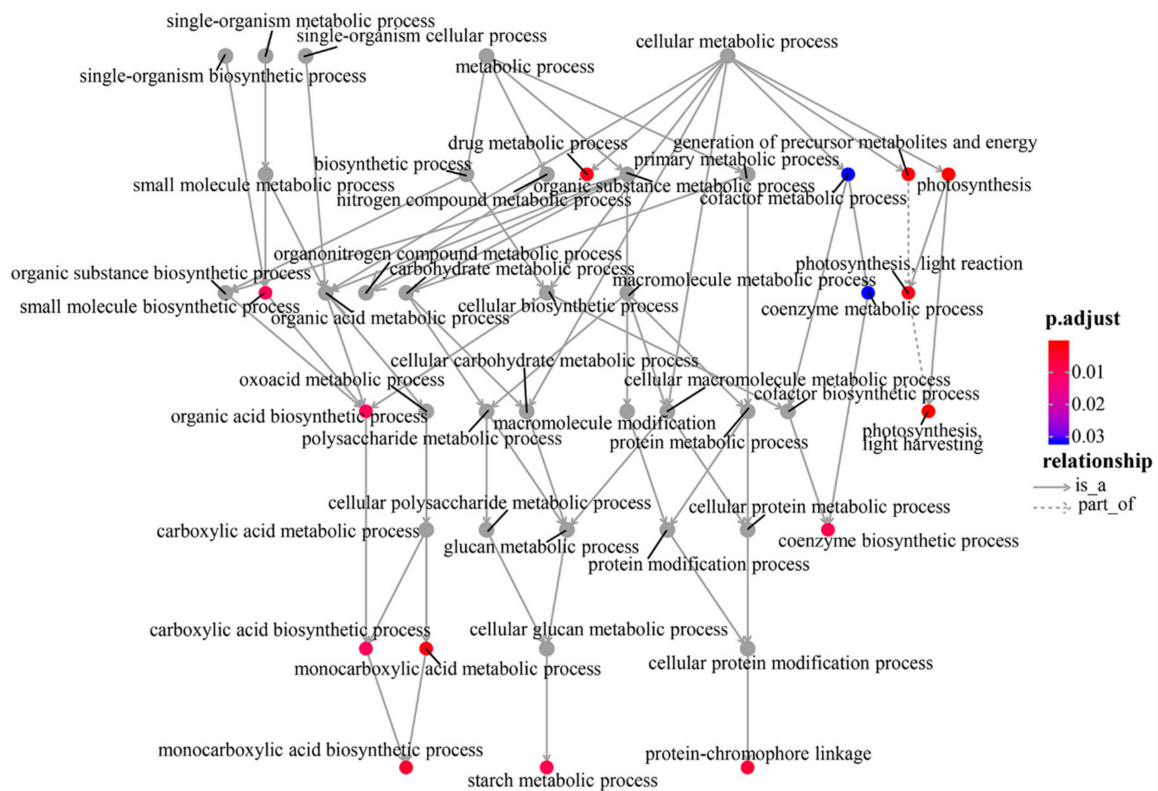 single-organism metabolic process
single-organism cellular process
cellular metabolic process
single-organism biosynthetic process
metabolic process
drug metabolic process
generation of precursor metabolites and energy
biosynthetic process
primary metabolic process
small molecule metabolic process
organic substance metabolic process
photosynthesis
nitrogen compound metabolic process
cofactor metabolic process
organonitrogen compound metabolic process
photosynthesis, light reaction
organic substance biosynthetic process
carbohydrate metabolic process
macromolecule metabolic process
small molecule biosynthetic process
cellular biosynthetic process
coenzyme metabolic process
organic acid metabolic process
p.adjust
0.01
0.02
0.03
relationship
is_a
part_of
cellular carbohydrate metabolic process
oxoacid metabolic process
cellular macromolecule metabolic process
cofactor biosynthetic process
organic acid biosynthetic process
macromolecule modification
photosynthesis,
light harvesting
polysaccharide metabolic process
protein metabolic process
cellular polysaccharide metabolic process
cellular protein metabolic process
carboxylic acid metabolic process
glucan metabolic process
coenzyme biosynthetic process
protein modification process
carboxylic acid biosynthetic process
cellular glucan metabolic process
monocarboxylic acid metabolic process
cellular protein modification process
monocarboxylic acid biosynthetic process
protein-chromophore linkage
starch metabolic process